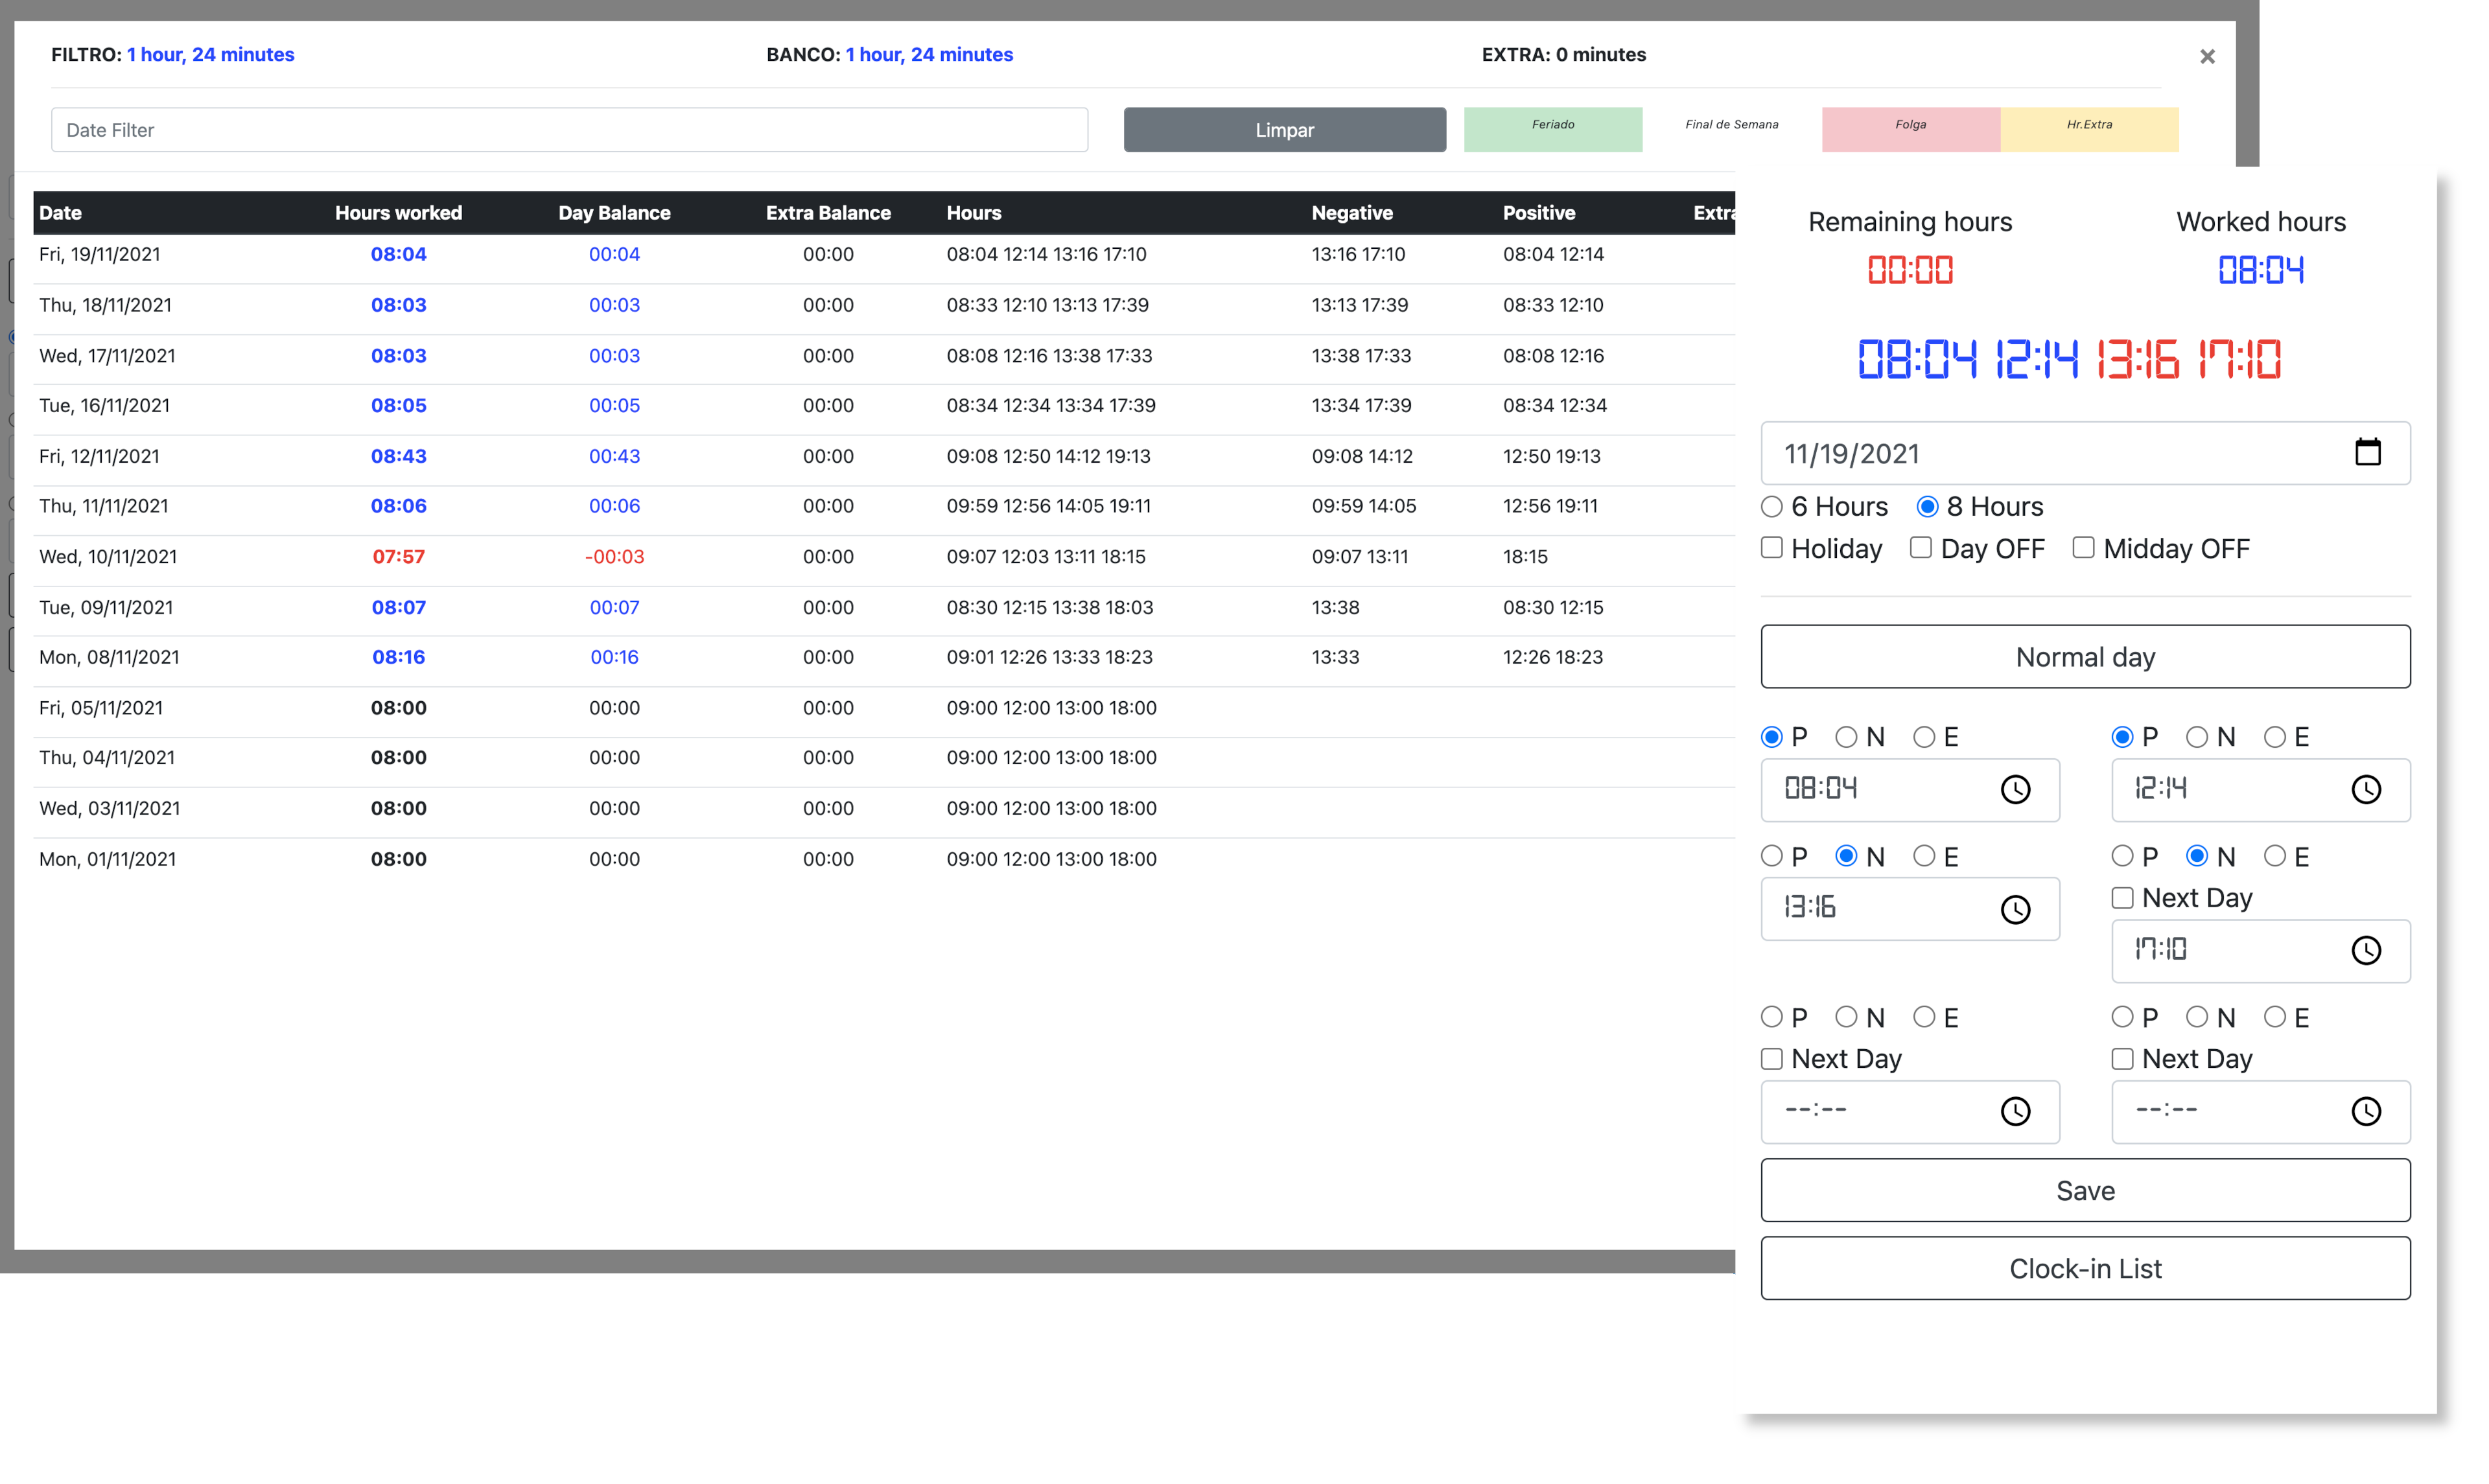 FILTRO: 1 hour, 24 minutes BANCO: 1 hour, 24 minutes EXTRA: 0 minutes ×
Date Filter Limpar Feriado Final de Semana Folga Hr.Extra
Date Hours worked Day Balance Extra Balance Hours Negative Positive Extra
Fri, 19/11/2021 08:04 00:04 00:00 08:04 12:14 13:16 17:10 13:16 17:10 08:04 12:14
Thu, 18/11/2021 08:03 00:03 00:00 08:33 12:10 13:13 17:39 13:13 17:39 08:33 12:10
Wed, 17/11/2021 08:03 00:03 00:00 08:08 12:16 13:38 17:33 13:38 17:33 08:08 12:16
Tue, 16/11/2021 08:05 00:05 00:00 08:34 12:34 13:34 17:39 13:34 17:39 08:34 12:34
Fri, 12/11/2021 08:43 00:43 00:00 09:08 12:50 14:12 19:13 09:08 14:12 12:50 19:13
Thu, 11/11/2021 08:06 00:06 00:00 09:59 12:56 14:05 19:11 09:59 14:05 12:56 19:11
Wed, 10/11/2021 07:57 -00:03 00:00 09:07 12:03 13:11 18:15 09:07 13:11 18:15
Tue, 09/11/2021 08:07 00:07 00:00 08:30 12:15 13:38 18:03 13:38 08:30 12:15
Mon, 08/11/2021 08:16 00:16 00:00 09:01 12:26 13:33 18:23 13:33 12:26 18:23
Fri, 05/11/2021 08:00 00:00 00:00 09:00 12:00 13:00 18:00
Thu, 04/11/2021 08:00 00:00 00:00 09:00 12:00 13:00 18:00
Wed, 03/11/2021 08:00 00:00 00:00 09:00 12:00 13:00 18:00
Mon, 01/11/2021 08:00 00:00 00:00 09:00 12:00 13:00 18:00
Remaining hours Worked hours
00:00 08:04
08:04 12:14 13:16 17:10
11/19/2021
6 Hours 8 Hours
Holiday Day OFF Midday OFF
Normal day
P N E P N E
08:04 12:14
P N E P N E
Next Day
13:16
17:10
P N E P N E
Next Day Next Day
--:-- --:--
Save
Clock-in List